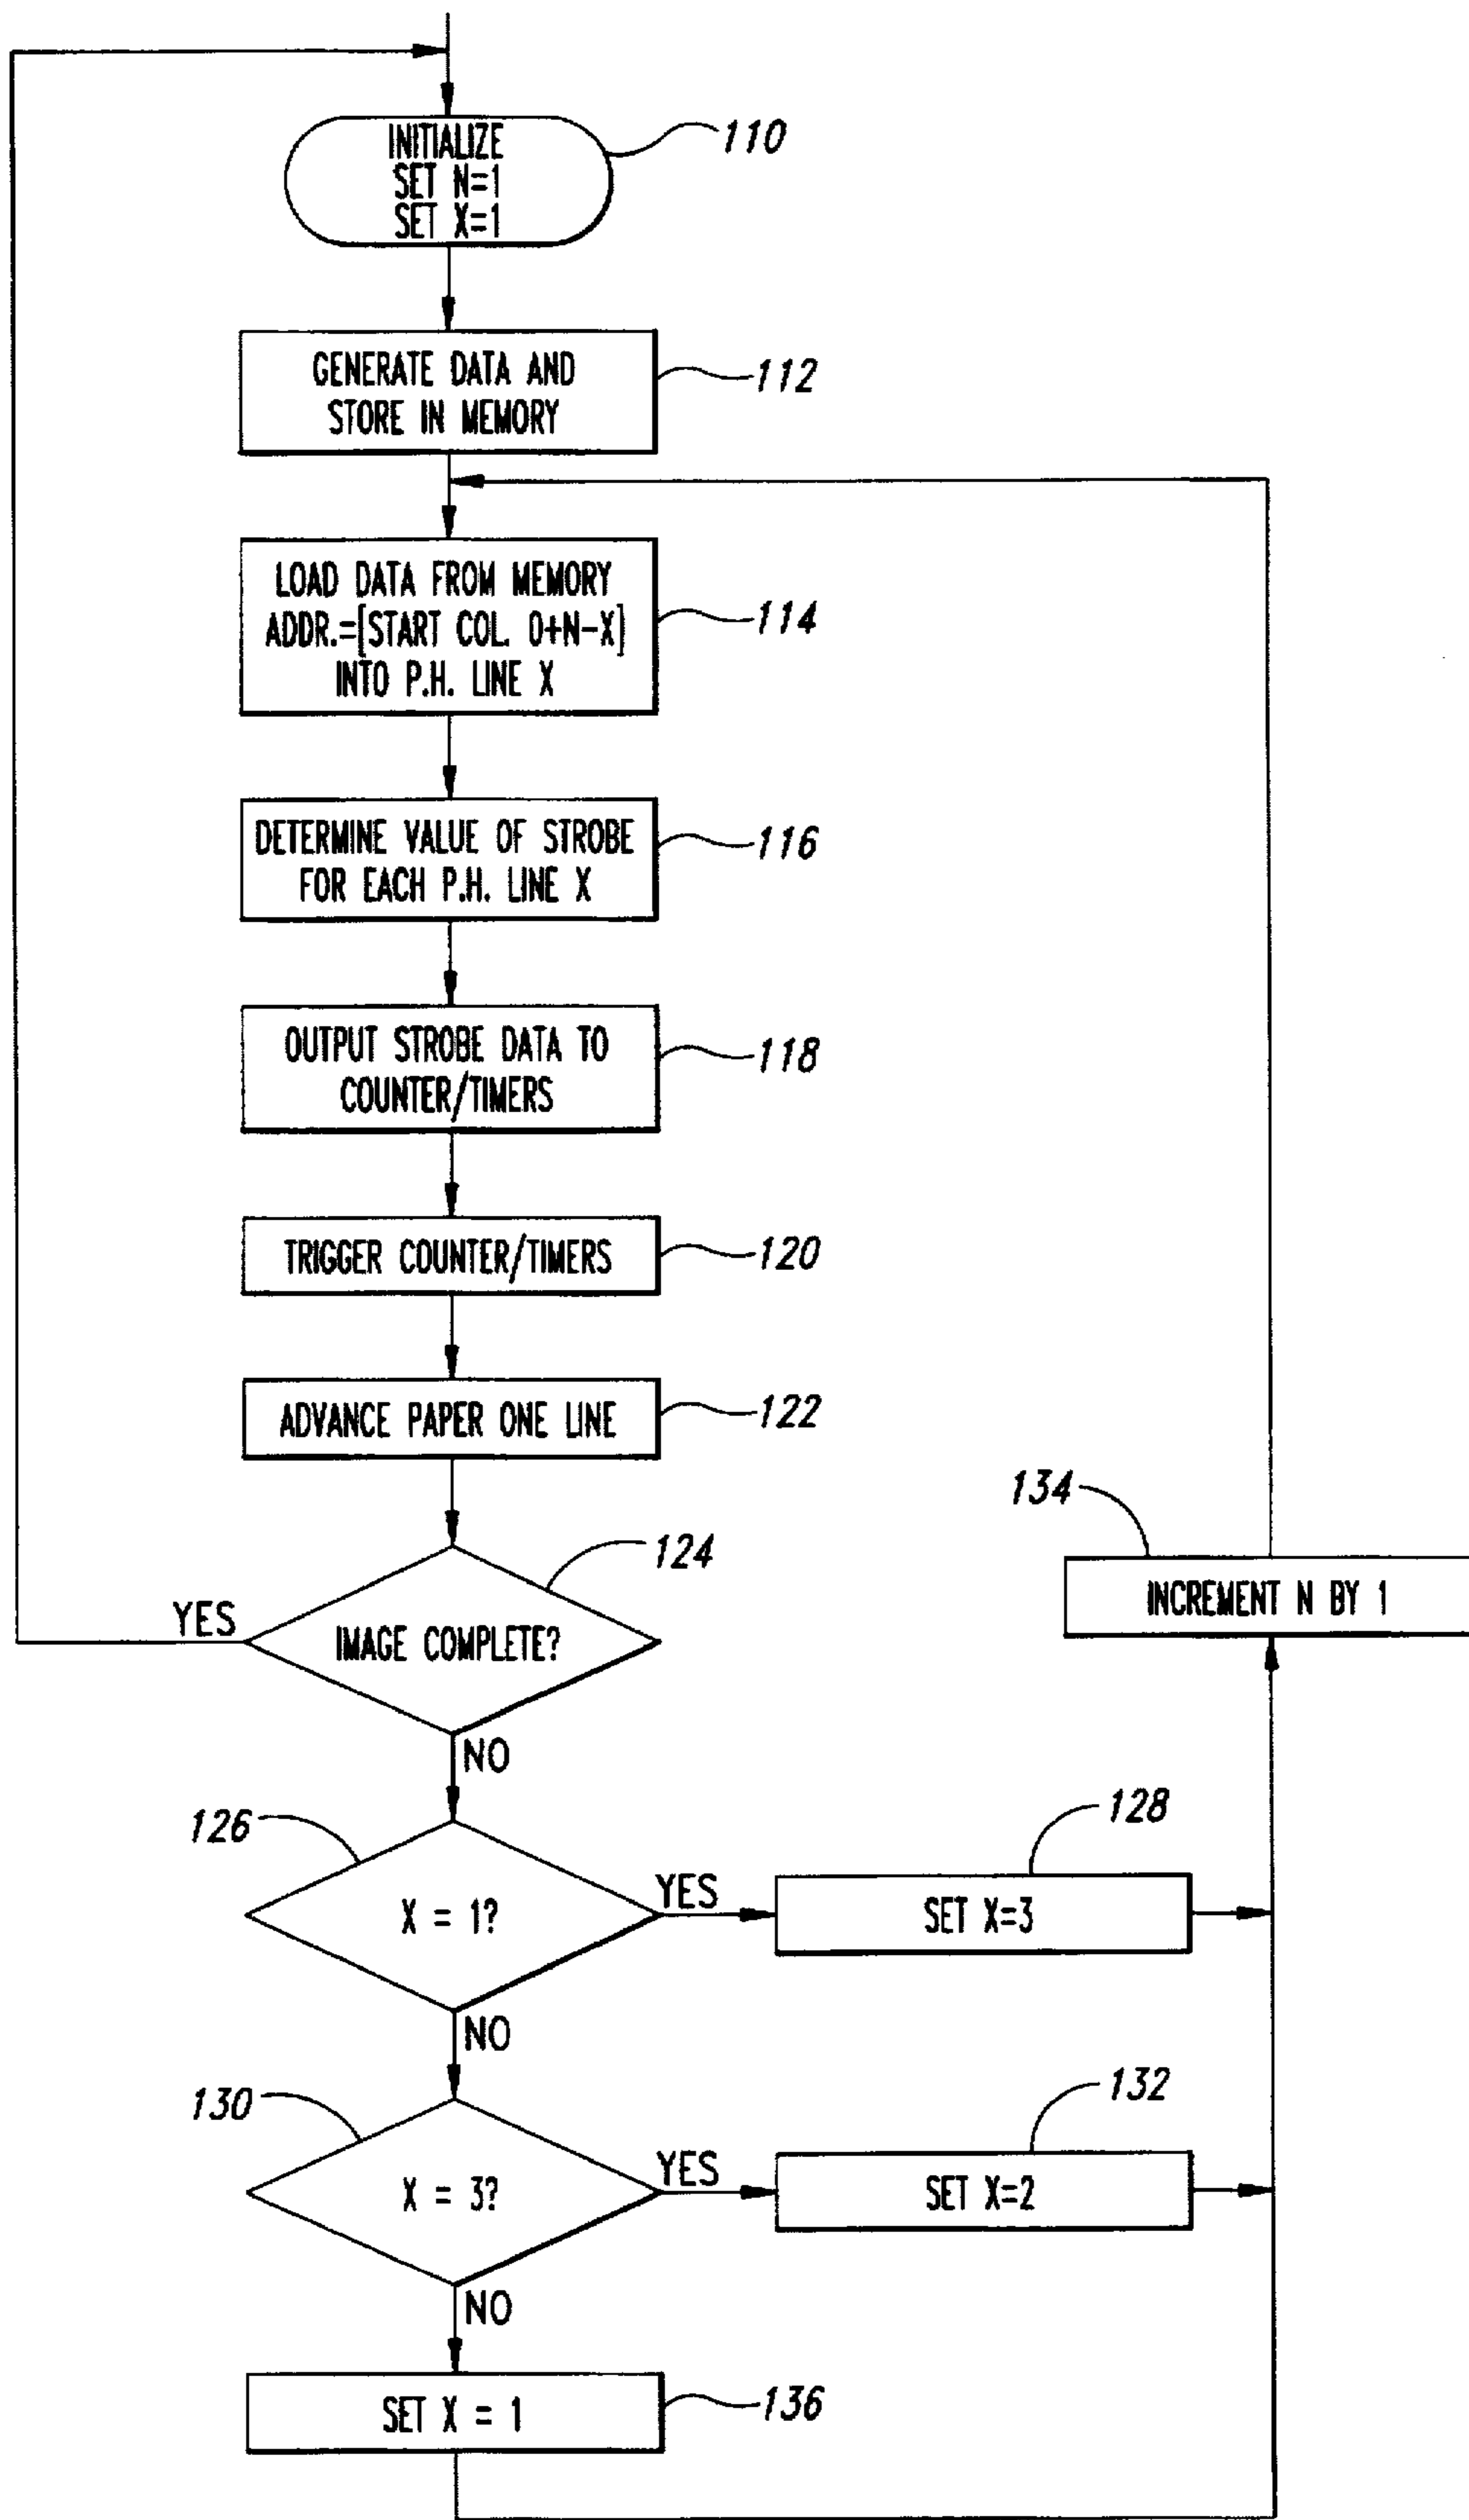 INITIALIZE
SET N=1
SET X=1
110
GENERATE DATA AND
STORE IN MEMORY
112
LOAD DATA FROM MEMORY
ADDR.=[START COL. 0+N-X]
INTO P.H. LINE X
114
DETERMINE VALUE OF STROBE
FOR EACH P.H. LINE X
116
OUTPUT STROBE DATA TO
COUNTER/TIMERS
118
TRIGGER COUNTER/TIMERS
120
ADVANCE PAPER ONE LINE
122
134
INCREMENT N BY 1
124
YES
IMAGE COMPLETE?
NO
126
X = 1?
YES
128
SET X=3
NO
130
X = 3?
YES
132
SET X=2
NO
SET X = 1
136